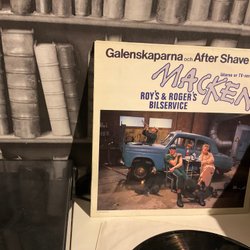 Galenskaparna och After Shave
MACKEN
ROY'S & ROGER'S
BILSERVICE